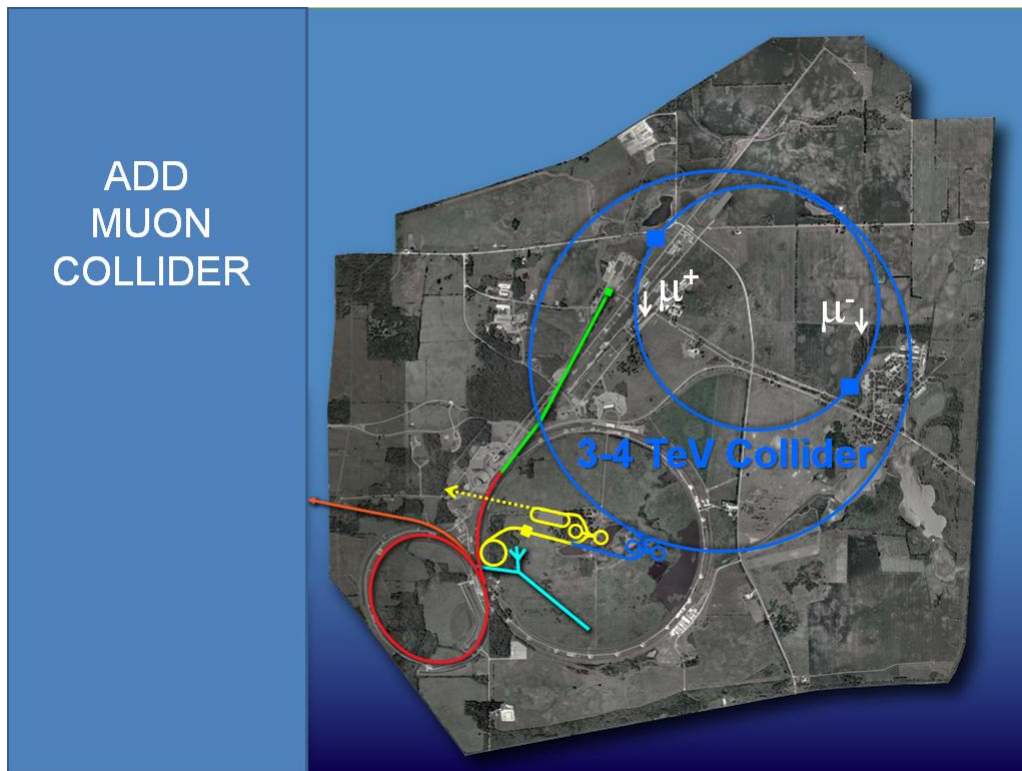 ADD
MUON
COLLIDER
μ+
μ-
3-4 TeV Collider